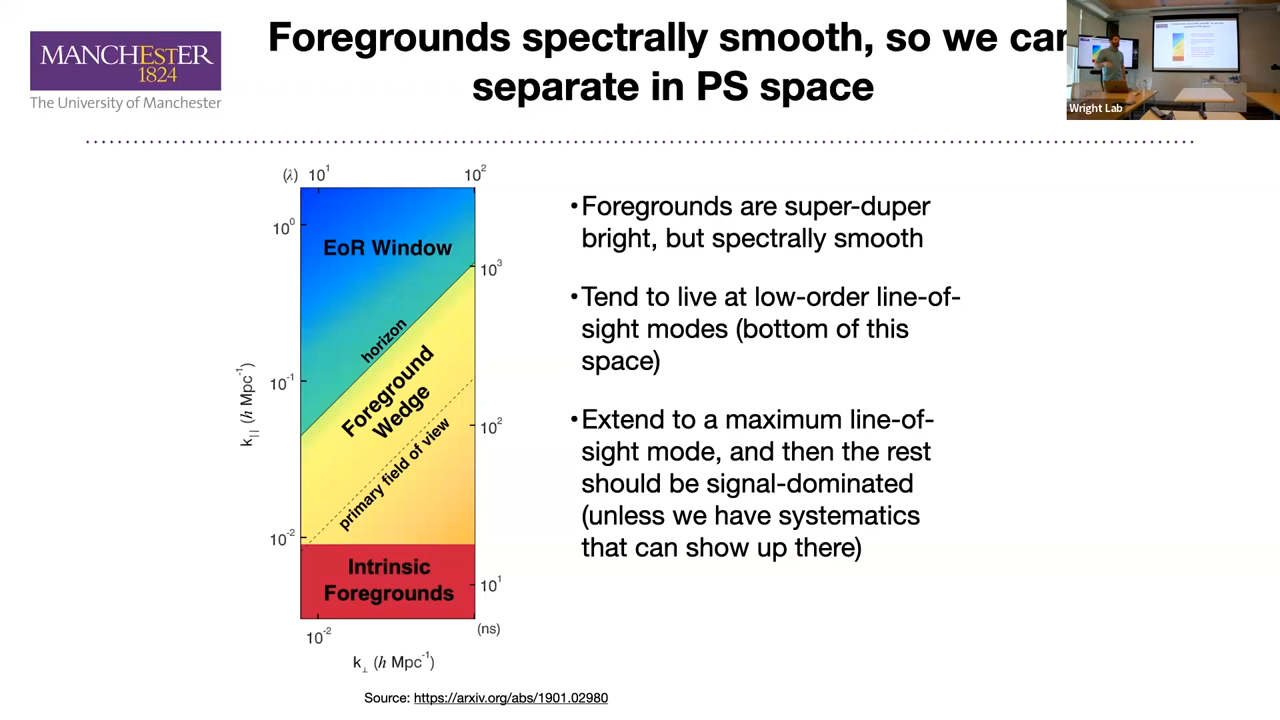 MANCHESTER
1824
The University of Manchester
Foregrounds spectrally smooth, so we can
separate in PS space
Wright Lab
(λ) 10¹ 10²
10⁰
10⁻¹
10⁻²
k∥ (h Mpc⁻¹)
EoR Window
horizon
Foreground
Wedge
primary field of view
Intrinsic
Foregrounds
10³
10²
10¹
(ns)
10⁻²
k⊥ (h Mpc⁻¹)
Source: https://arxiv.org/abs/1901.02980
•Foregrounds are super-duper
bright, but spectrally smooth
•Tend to live at low-order line-of-
sight modes (bottom of this
space)
•Extend to a maximum line-of-
sight mode, and then the rest
should be signal-dominated
(unless we have systematics
that can show up there)